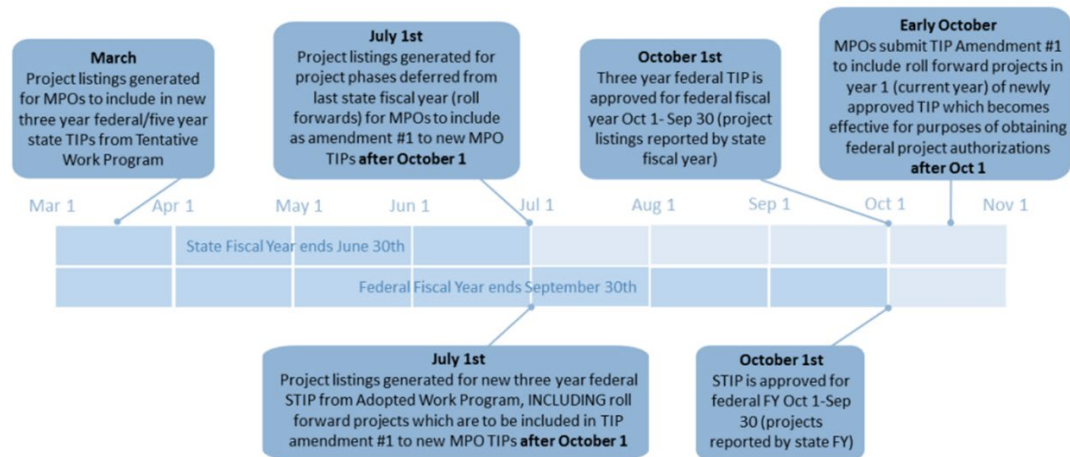 March
Project listings generated
for MPOs to include in new
three year federal/five year
state TIPs from Tentative
Work Program
July 1st
Project listings generated for
project phases deferred from
last state fiscal year (roll
forwards) for MPOs to include
as amendment #1 to new MPO
TIPs after October 1
October 1st
Three year federal TIP is
approved for federal fiscal
year Oct 1- Sep 30 (project
listings reported by state
fiscal year)
Early October
MPOs submit TIP Amendment #1
to include roll forward projects in
year 1 (current year) of newly
approved TIP which becomes
effective for purposes of obtaining
federal project authorizations
after Oct 1
Mar 1 Apr 1 May 1 Jun 1 Jul 1 Aug 1 Sep 1 Oct 1 Nov 1
State Fiscal Year ends June 30th
Federal Fiscal Year ends September 30th
July 1st
Project listings generated for new three year federal
STIP from Adopted Work Program, INCLUDING roll
forward projects which are to be included in TIP
amendment #1 to new MPO TIPs after October 1
October 1st
STIP is approved for
federal FY Oct 1-Sep
30 (projects
reported by state FY)